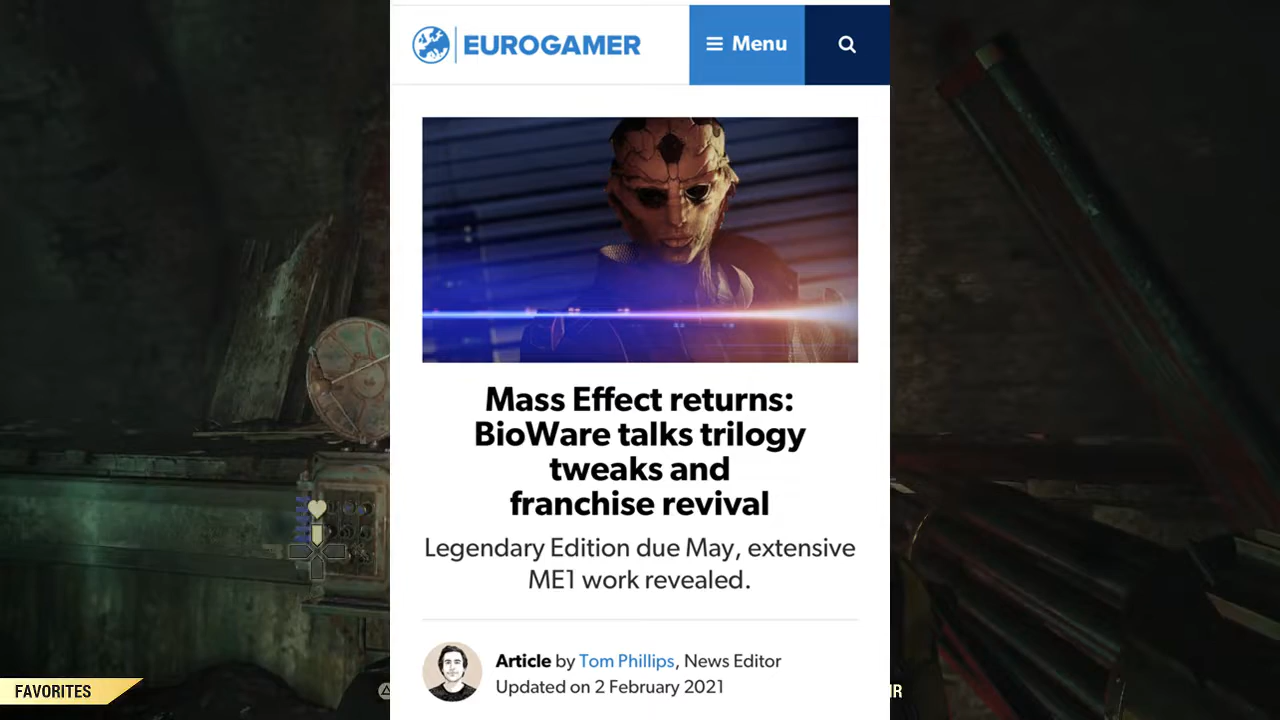 EUROGAMER
Menu
Mass Effect returns:
BioWare talks trilogy
tweaks and
franchise revival
Legendary Edition due May, extensive
ME1 work revealed.
Article by Tom Phillips, News Editor
Updated on 2 February 2021
FAVORITES